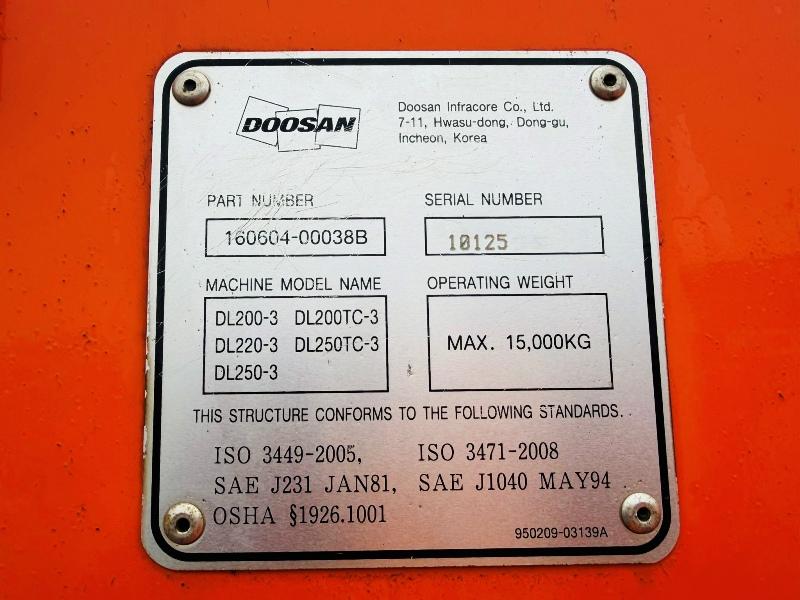 DOOSAN
Doosan Infracore Co., Ltd.
7-11, Hwasu-dong, Dong-gu,
Incheon, Korea
PART NUMBER
160604-00038B
SERIAL NUMBER
10125
MACHINE MODEL NAME
DL200-3 DL200TC-3
DL220-3 DL250TC-3
DL250-3
OPERATING WEIGHT
MAX. 15,000KG
THIS STRUCTURE CONFORMS TO THE FOLLOWING STANDARDS.
ISO 3449-2005, ISO 3471-2008
SAE J231 JAN81, SAE J1040 MAY94
OSHA §1926.1001
950209-03139A